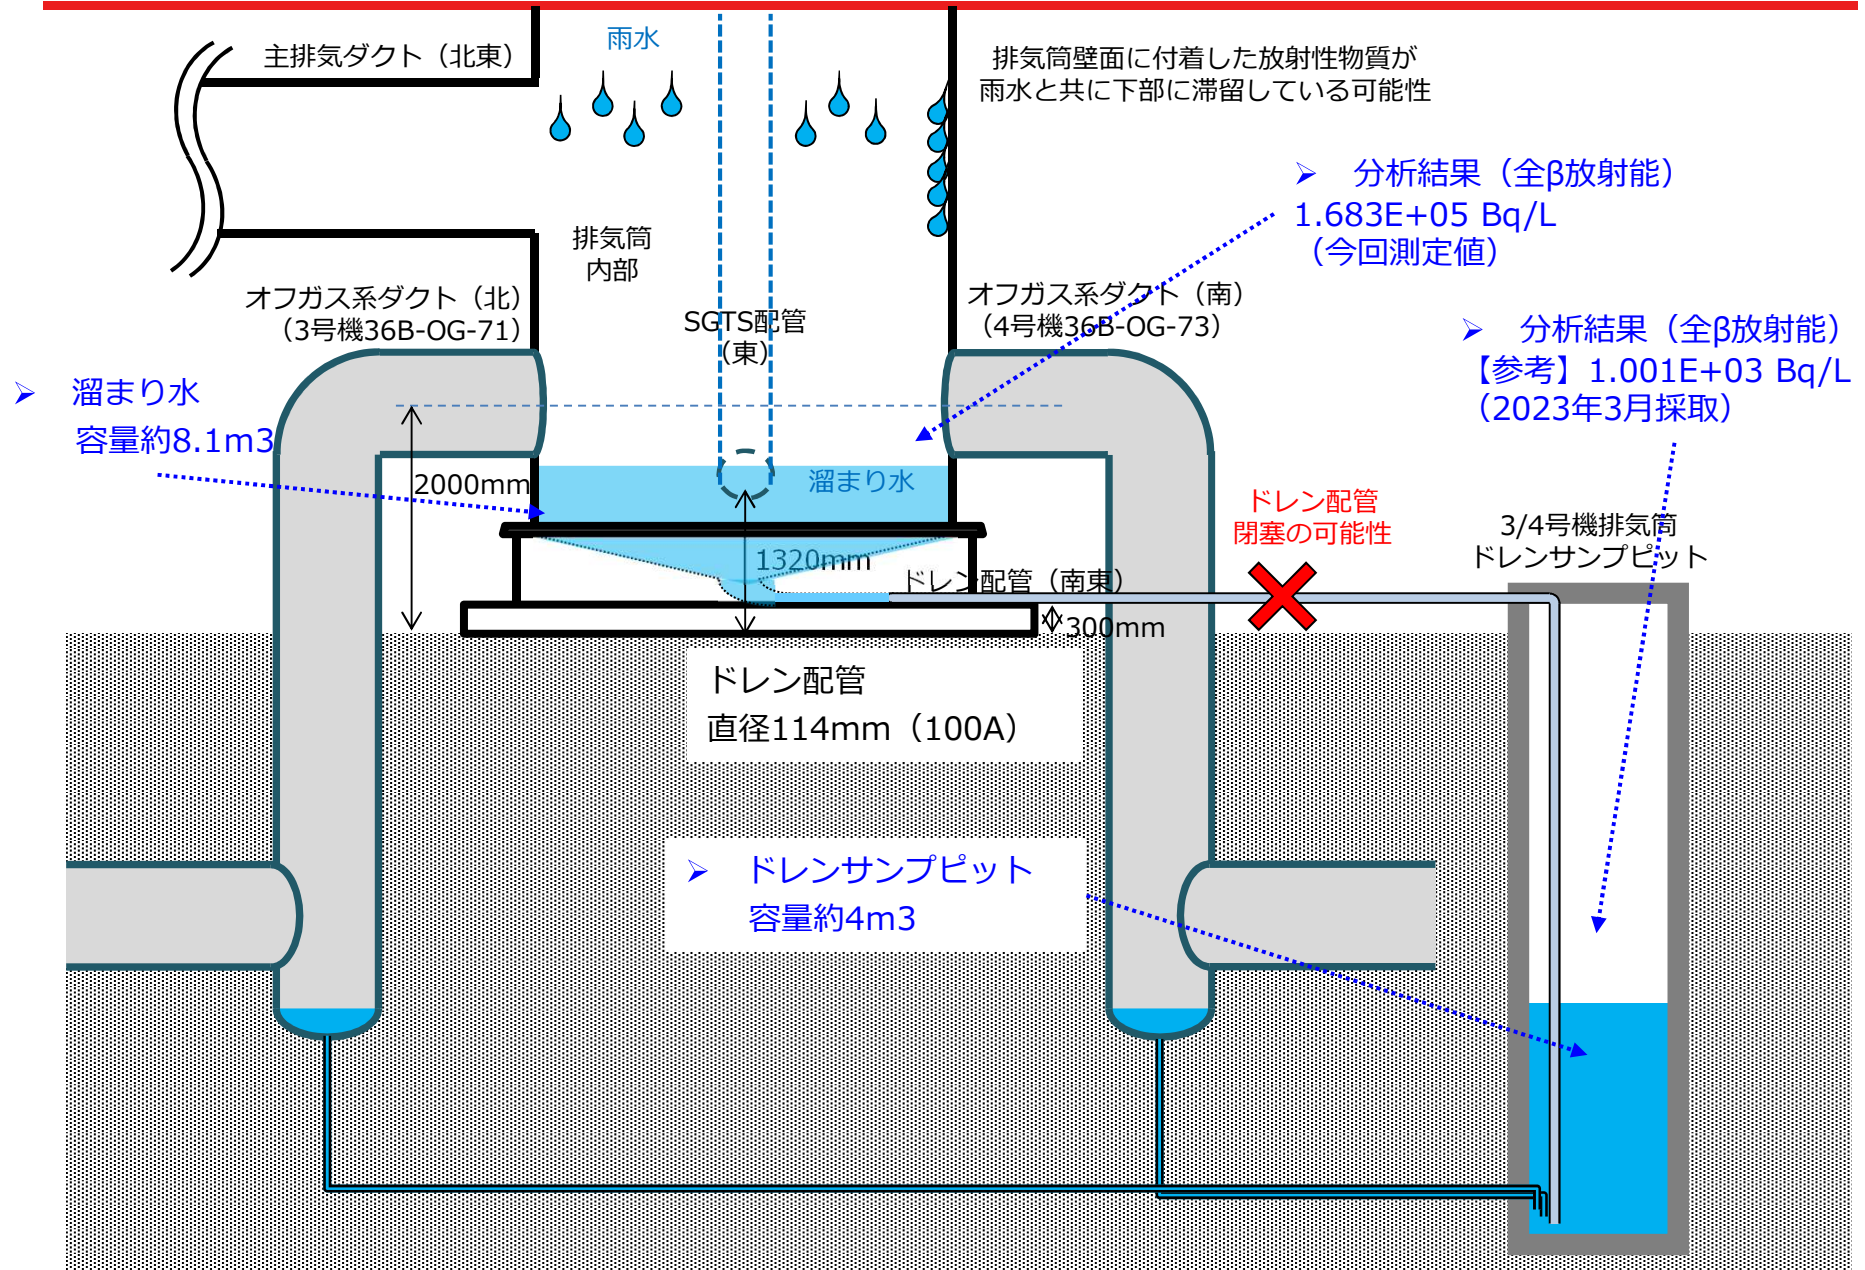 雨水
主排気ダクト（北東）
排気筒壁面に付着した放射性物質が
雨水と共に下部に滞留している可能性
➢ 分析結果（全β放射能）
1.683E+05 Bq/L
（今回測定値）
排気筒
内部
オフガス系ダクト（北）
（3号機36B-OG-71）
SGTS配管
（東）
オフガス系ダクト（南）
（4号機36B-OG-73）
➢ 分析結果（全β放射能）
【参考】1.001E+03 Bq/L
（2023年3月採取）
➢ 溜まり水
容量約8.1m3
2000mm
溜まり水
ドレン配管
閉塞の可能性
3/4号機排気筒
ドレンサンプピット
1320mm
ドレン配管（南東）
300mm
ドレン配管
直径114mm（100A）
➢ ドレンサンプピット
容量約4m3